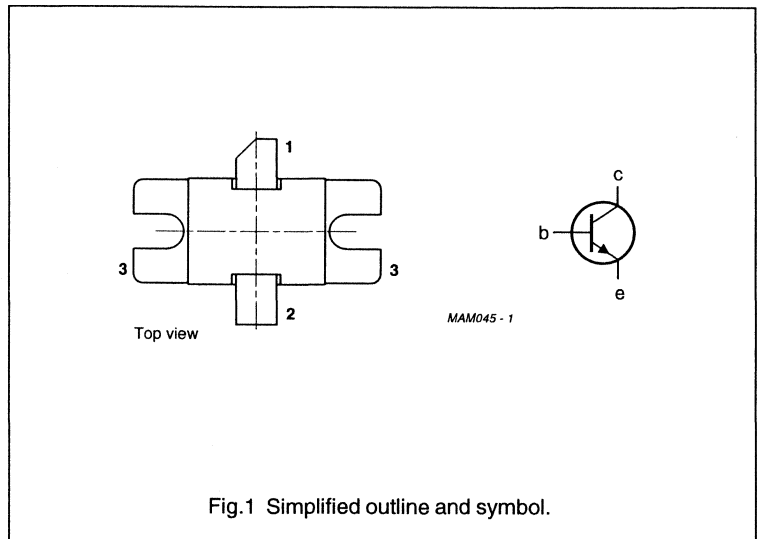 1
c
b
3
3
e
2
MAM045 - 1
Top view
Fig.1 Simplified outline and symbol.